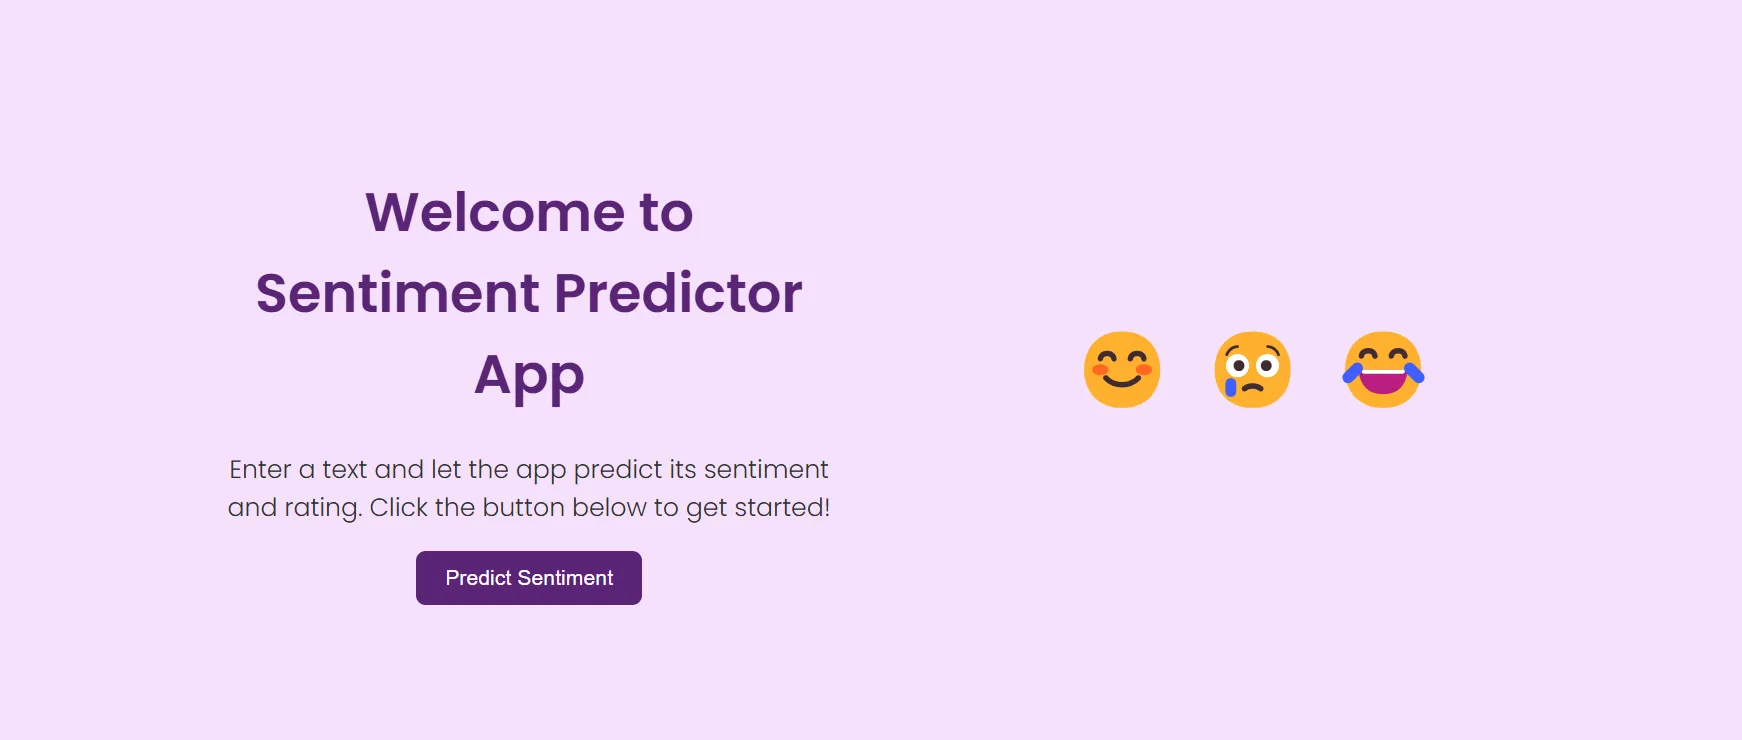 Welcome to
Sentiment Predictor
App
Enter a text and let the app predict its sentiment
and rating. Click the button below to get started!
Predict Sentiment